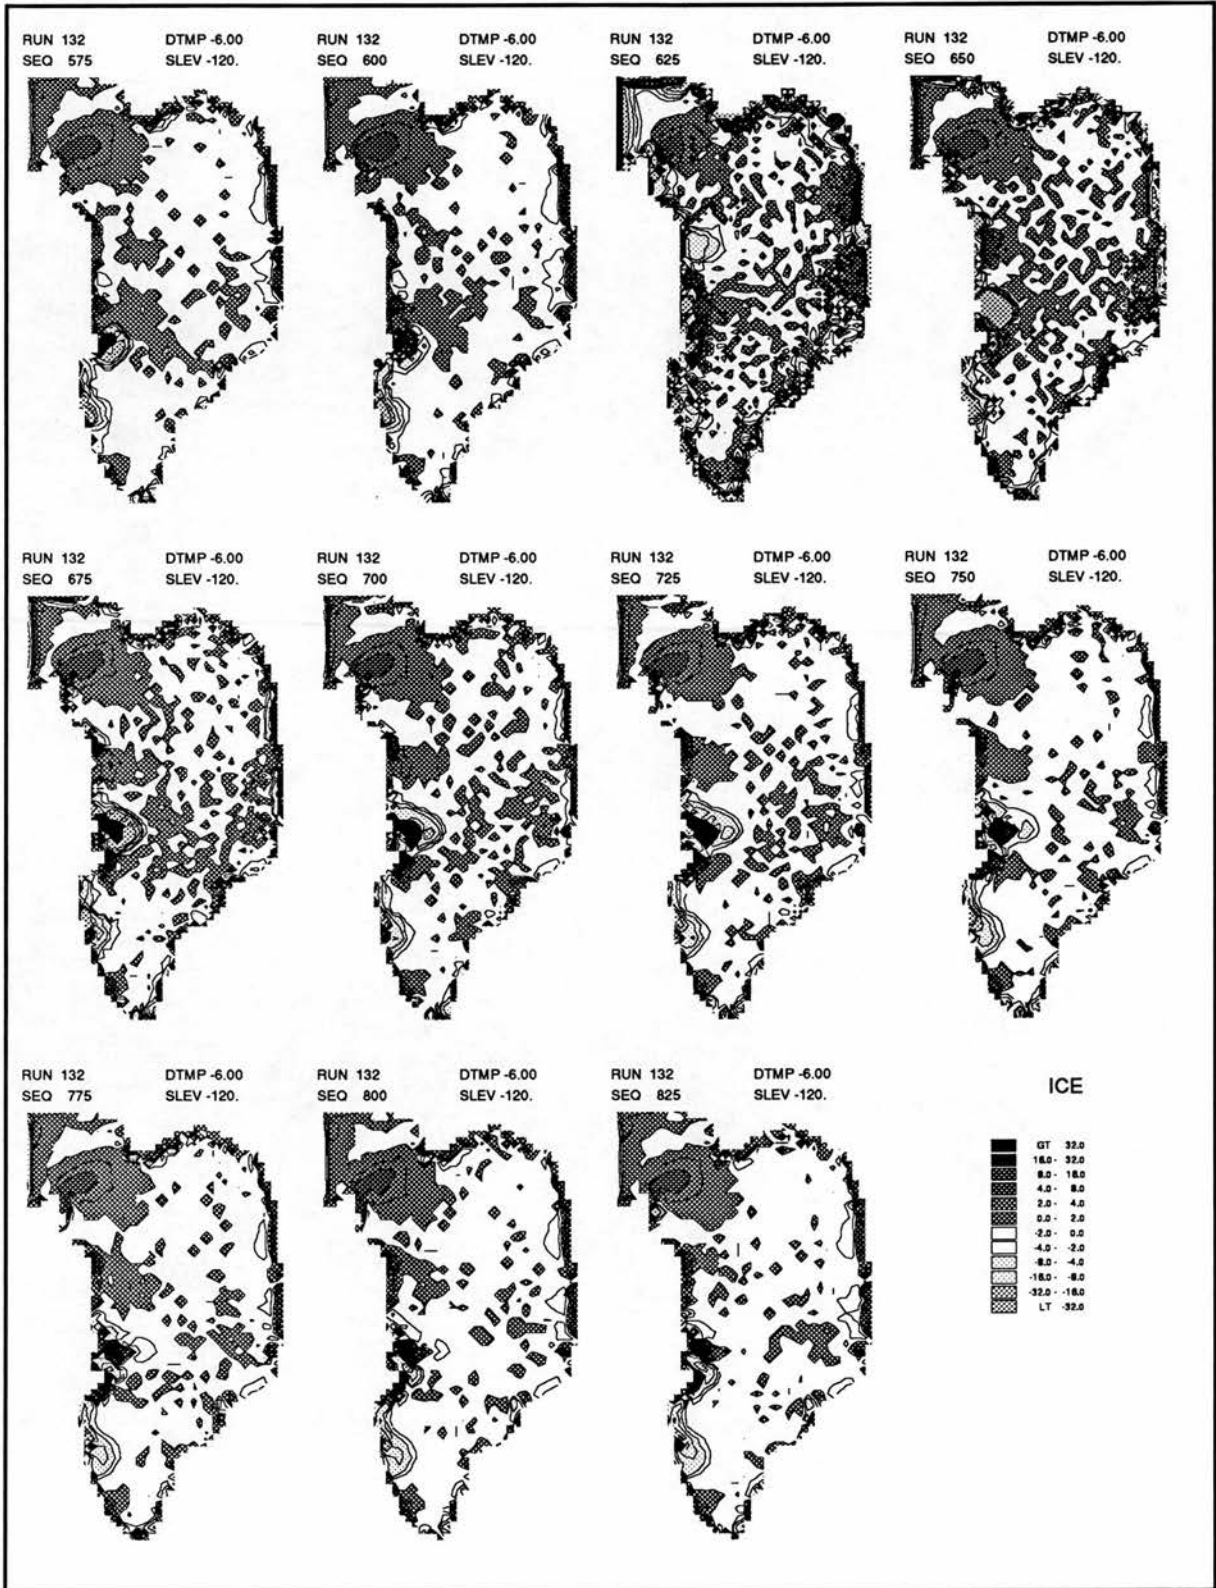 RUN 132 DTMP -6.00 RUN 132 DTMP -6.00 RUN 132 DTMP -6.00 RUN 132 DTMP -6.00
SEQ 575 SLEV -120. SEQ 600 SLEV -120. SEQ 625 SLEV -120. SEQ 650 SLEV -120.
RUN 132 DTMP -6.00 RUN 132 DTMP -6.00 RUN 132 DTMP -6.00 RUN 132 DTMP -6.00
SEQ 675 SLEV -120. SEQ 700 SLEV -120. SEQ 725 SLEV -120. SEQ 750 SLEV -120.
RUN 132 DTMP -6.00 RUN 132 DTMP -6.00 RUN 132 DTMP -6.00
SEQ 775 SLEV -120. SEQ 800 SLEV -120. SEQ 825 SLEV -120.
ICE
GT 32.0
16.0 - 32.0
8.0 - 16.0
4.0 - 8.0
2.0 - 4.0
0.0 - 2.0
-2.0 - 0.0
-4.0 - -2.0
-8.0 - -4.0
-16.0 - -8.0
-32.0 - -16.0
LT -32.0